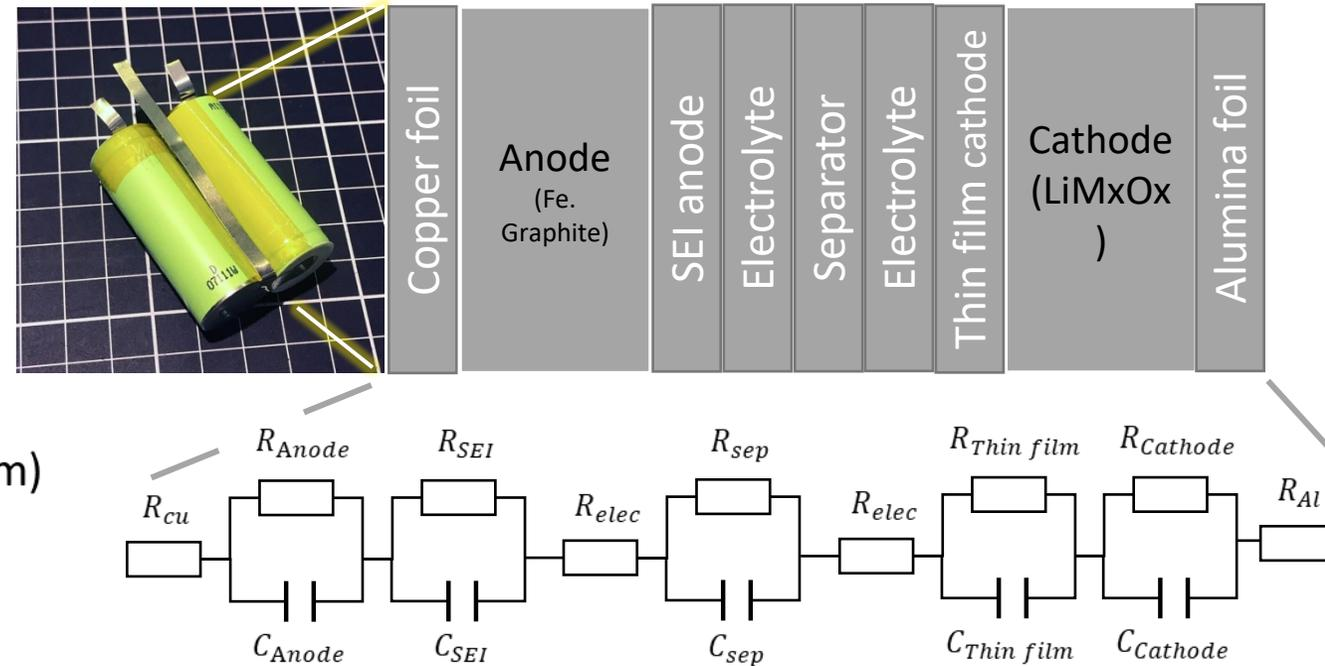 Copper foil
Anode
(Fe.
Graphite)
SEI anode
Electrolyte
Separator
Electrolyte
Thin film cathode
Cathode
(LiMxOx
)
Alumina foil
D
07111W
m)
R_cu
R_Anode
C_Anode
R_SEI
C_SEI
R_elec
R_sep
C_sep
R_elec
R_Thin film
C_Thin film
R_Cathode
C_Cathode
R_Al